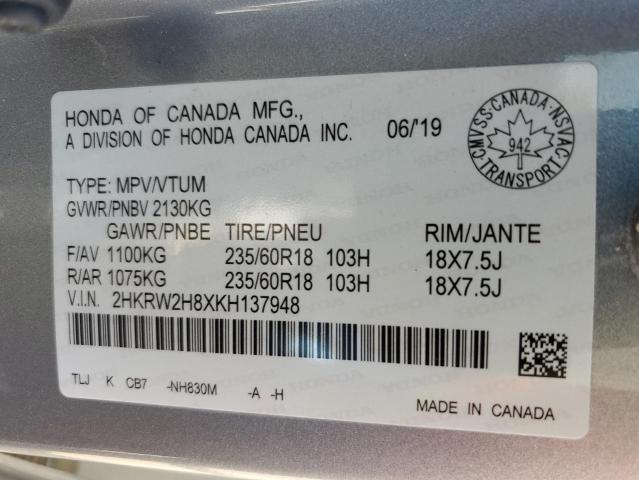 HONDA OF CANADA MFG.,
A DIVISION OF HONDA CANADA INC. 06/'19
CMVSS·CANADA·NSVAC
942
·TRANSPORT·
TYPE: MPV/VTUM
GVWR/PNBV 2130KG
GAWR/PNBE TIRE/PNEU RIM/JANTE
F/AV 1100KG 235/60R18 103H 18X7.5J
R/AR 1075KG 235/60R18 103H 18X7.5J
V.I.N. 2HKRW2H8XKH137948
TLJ K CB7 -NH830M -A -H
MADE IN CANADA